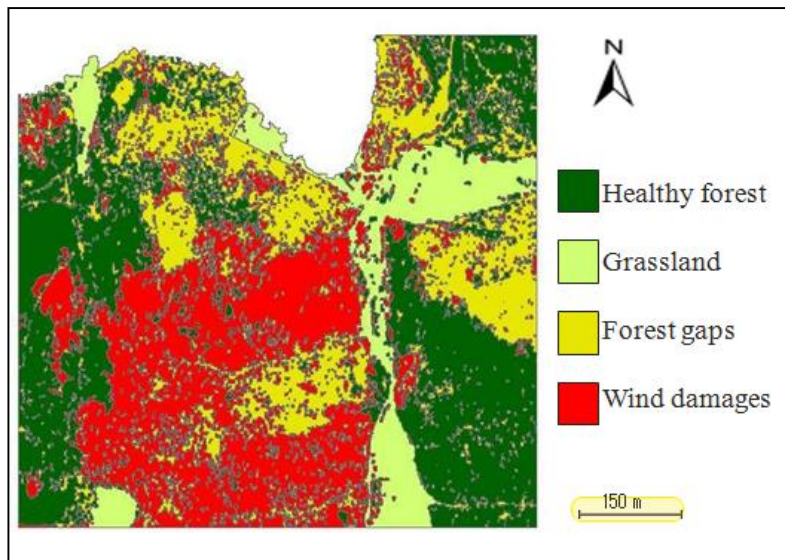 N
Healthy forest
Grassland
Forest gaps
Wind damages
150 m